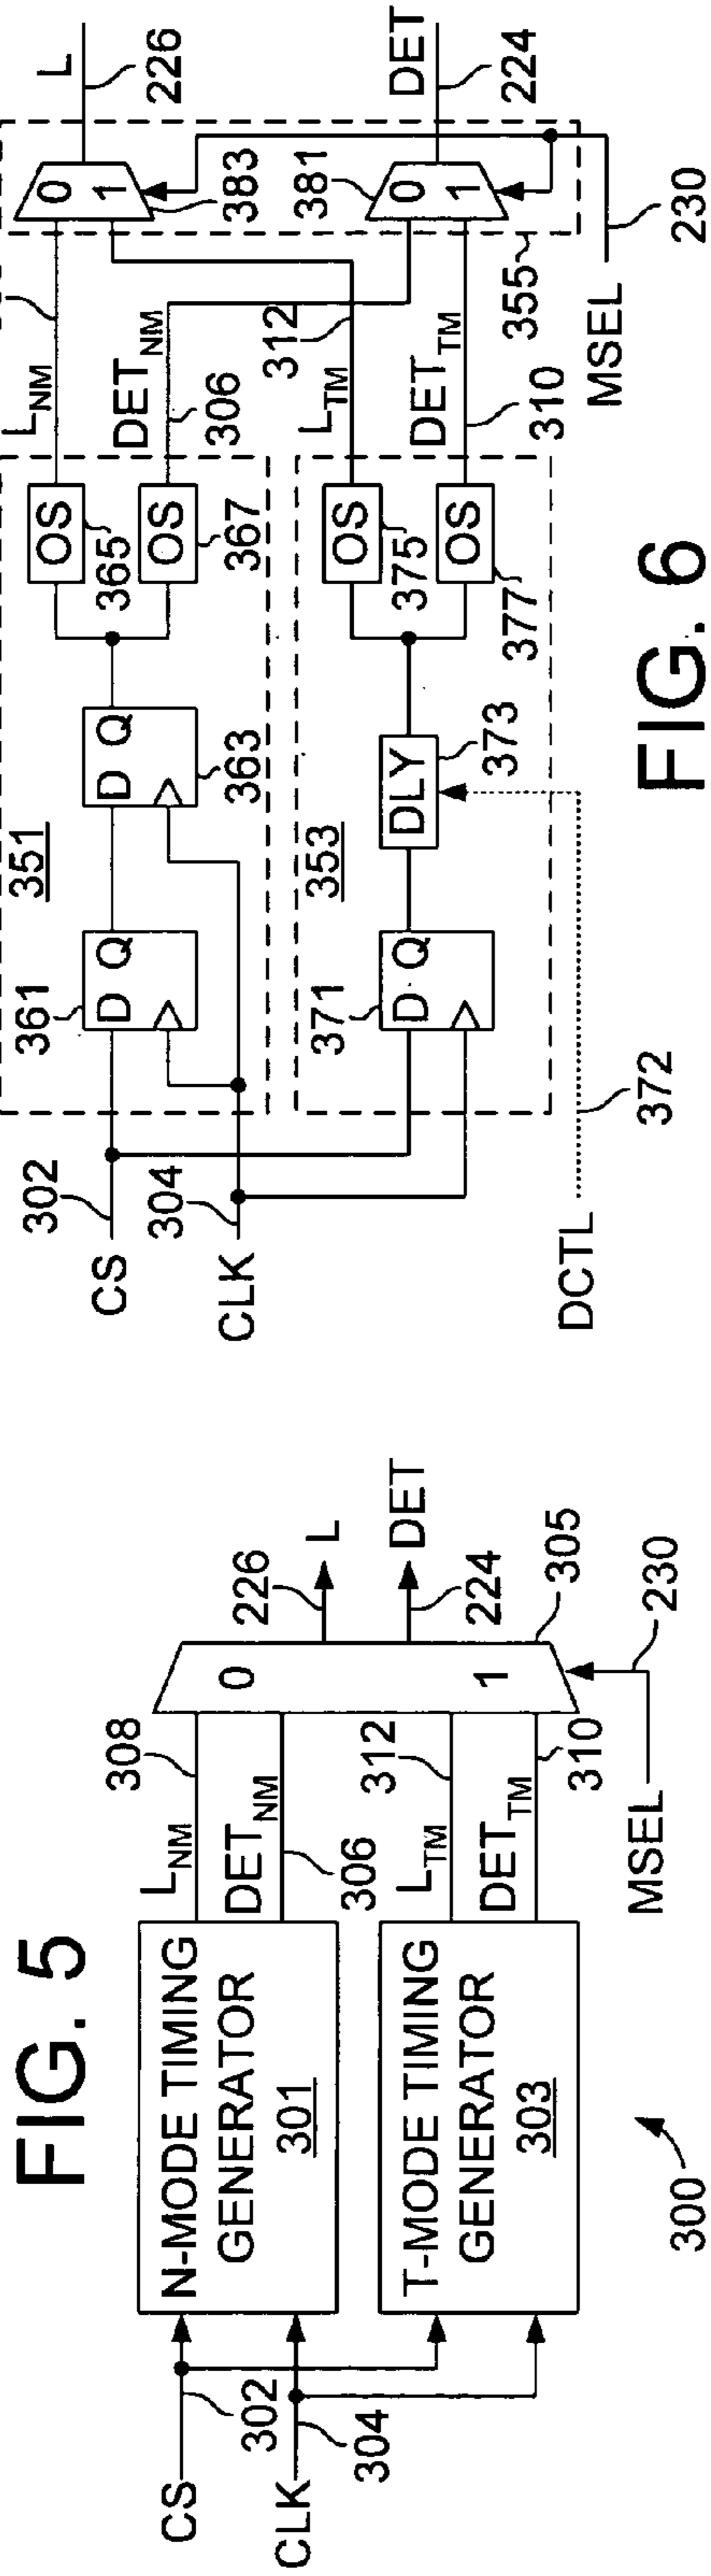 FIG. 5
CS
302
CLK
304
N-MODE TIMING
GENERATOR
301
T-MODE TIMING
GENERATOR
303
L_NM
308
DET_NM
306
L_TM
312
DET_TM
310
0
1
226
L
DET
224
305
230
MSEL
300
FIG. 6
CS
302
CLK
304
351
361
D Q
363
D Q
OS
365
OS
367
L_NM
DET_NM
306
353
371
D Q
DLY
373
OS
375
OS
377
312
L_TM
DET_TM
310
DCTL
372
0
1
383
L
226
381
0
1
DET
224
355
MSEL
230